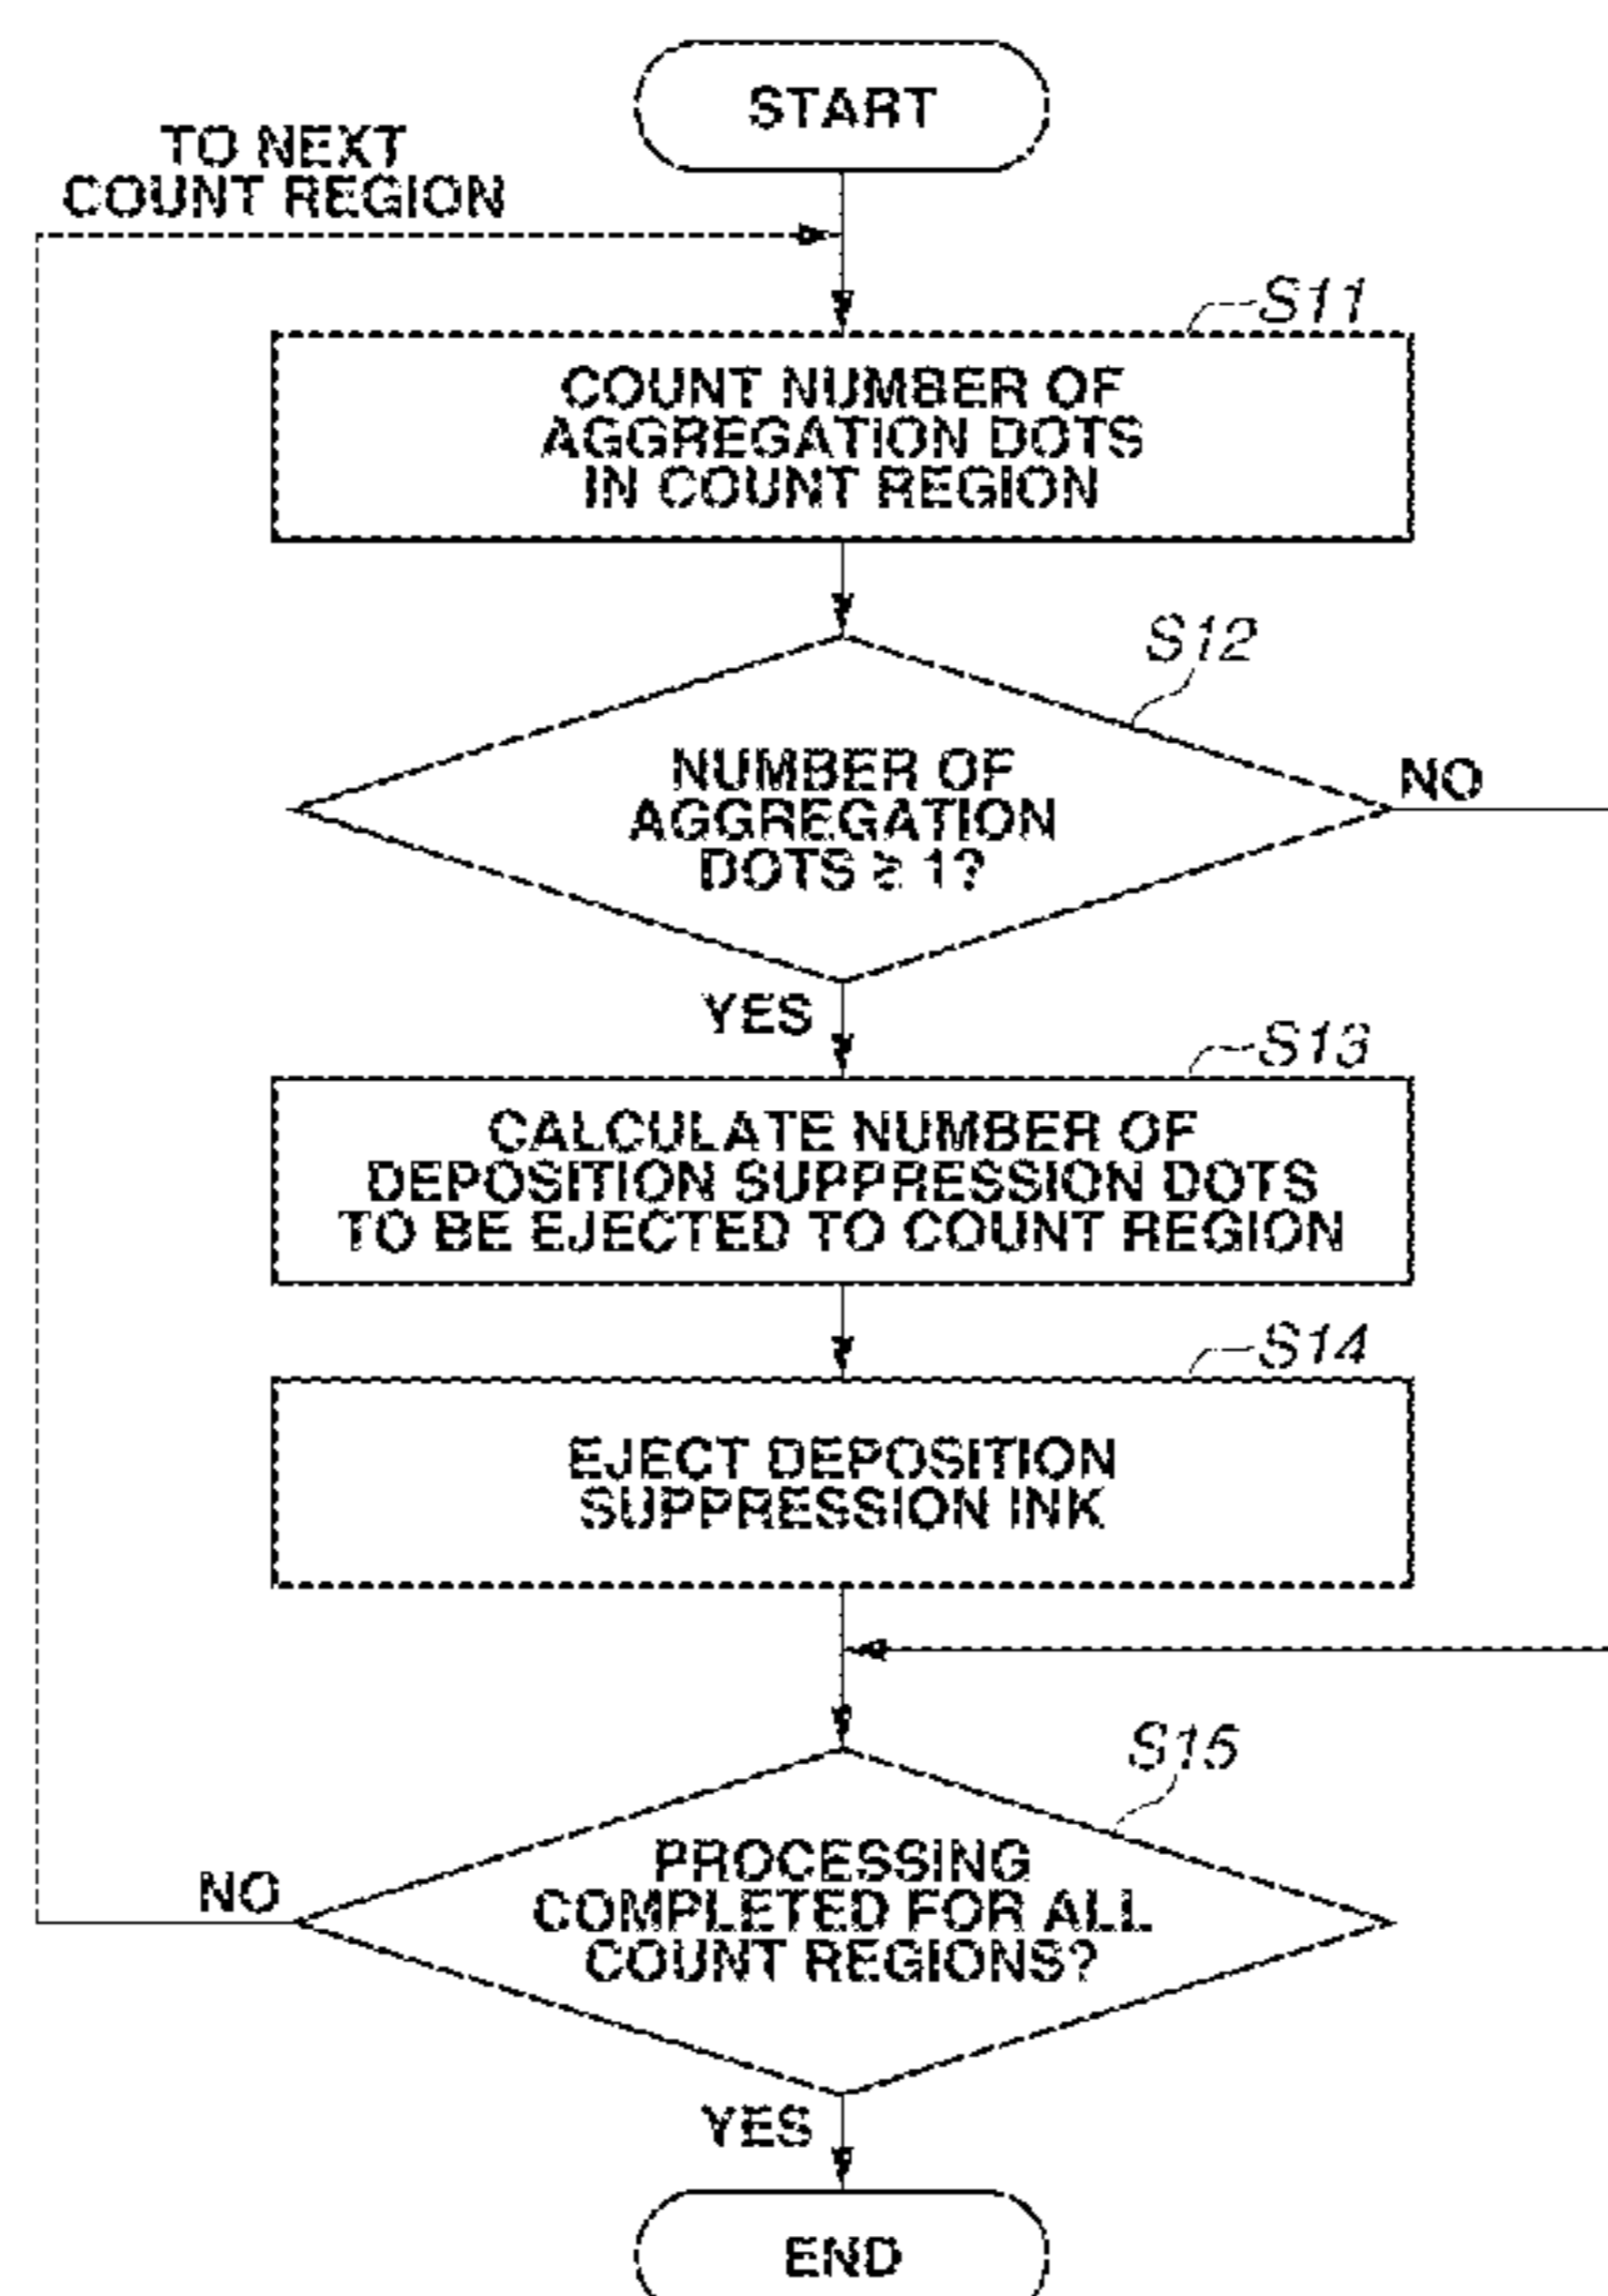 START
TO NEXT
COUNT REGION
S11
COUNT NUMBER OF
AGGREGATION DOTS
IN COUNT REGION
S12
NUMBER OF
AGGREGATION
DOTS ≥ 1?
NO
YES
S13
CALCULATE NUMBER OF
DEPOSITION SUPPRESSION DOTS
TO BE EJECTED TO COUNT REGION
S14
EJECT DEPOSITION
SUPPRESSION INK
S15
PROCESSING
COMPLETED FOR ALL
COUNT REGIONS?
NO
YES
END